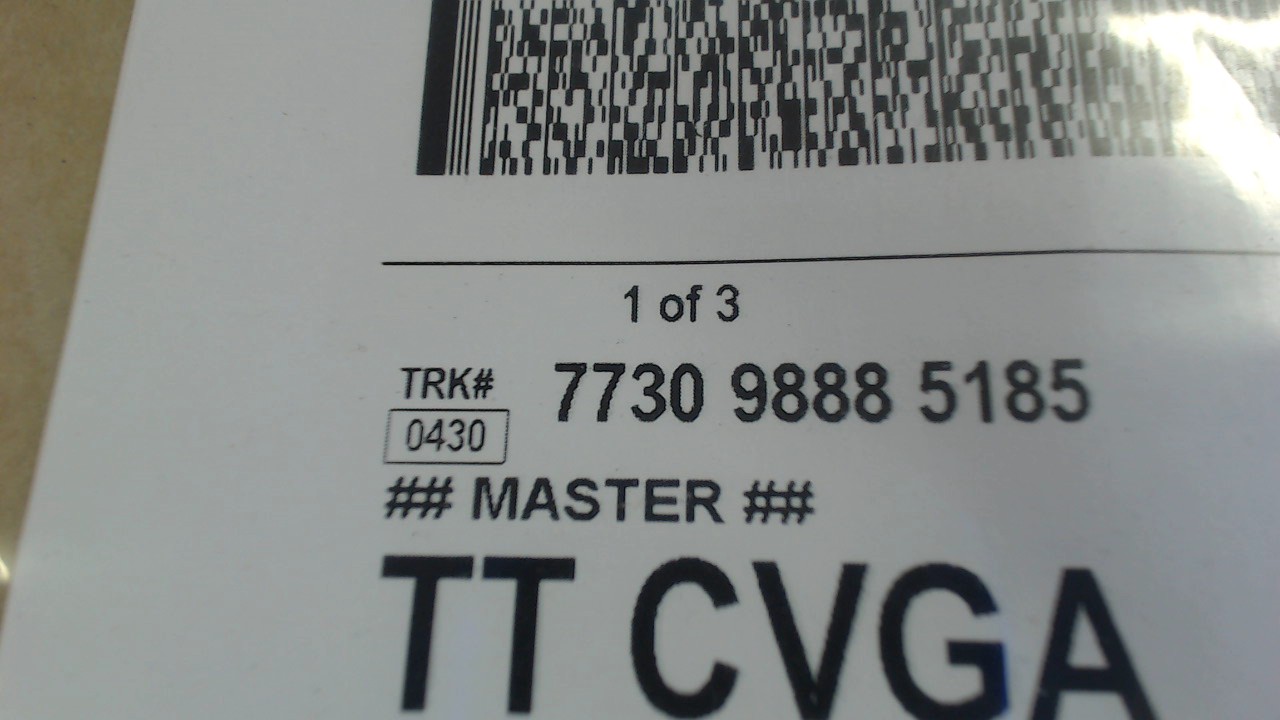 1 of 3
TRK# 7730 9888 5185
0430
## MASTER ##
TT CVGA